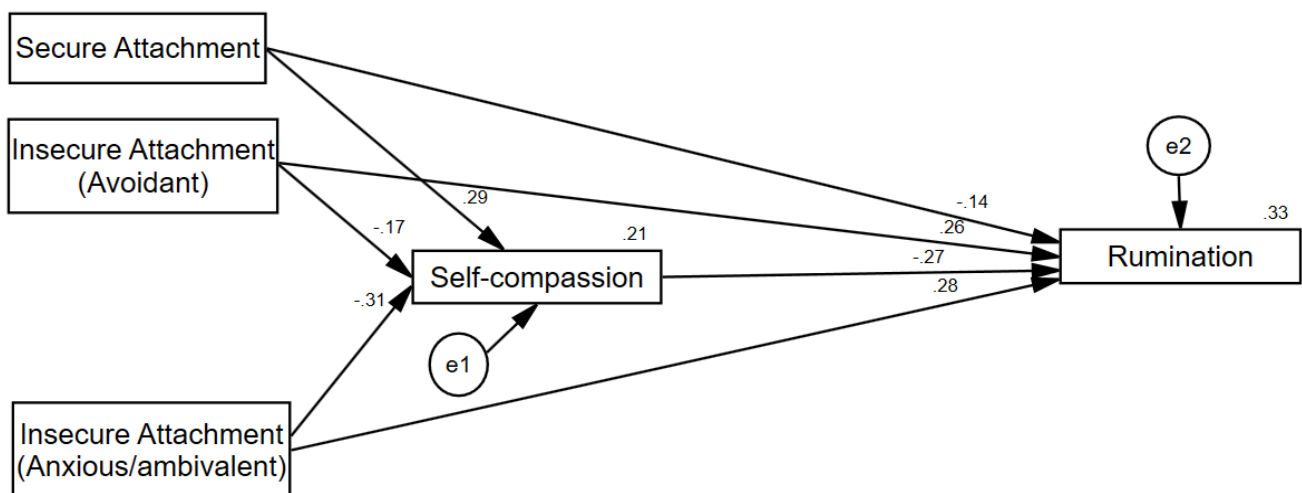 Secure Attachment
Insecure Attachment
(Avoidant)
e2
.29
-.14
.33
-.17
.26
.21
Self-compassion
-.27
Rumination
-.31
.28
e1
Insecure Attachment
(Anxious/ambivalent)